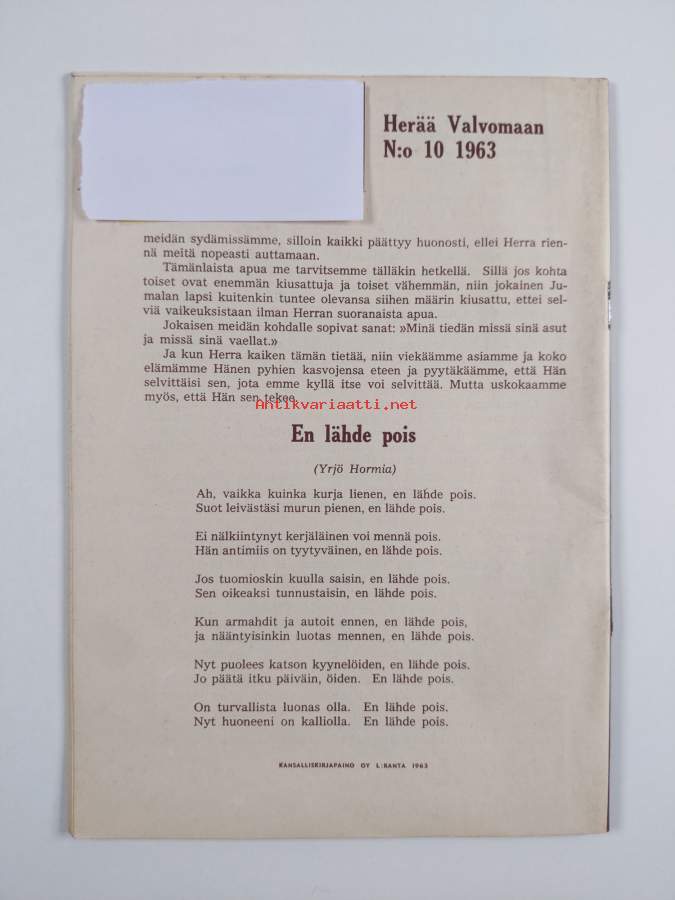 Herää Valvomaan
N:o 10 1963
meidän sydämissämme, silloin kaikki päättyy huonosti, ellei Herra rien-
nä meitä nopeasti auttamaan.
Tämänlaista apua me tarvitsemme tälläkin hetkellä. Sillä jos kohta
toiset ovat enemmän kiusattuja ja toiset vähemmän, niin jokainen Ju-
malan lapsi kuitenkin tuntee olevansa siihen määrin kiusattu, ettei sel-
viä vaikeuksistaan ilman Herran suoranaista apua.
Jokaisen meidän kohdalle sopivat sanat: »Minä tiedän missä sinä asut
ja missä sinä vaellat.»
Ja kun Herra kaiken tämän tietää, niin viekäämme asiamme ja koko
elämämme Hänen pyhien kasvojensa eteen ja pyytäkäämme, että Hän
selvittäisi sen, jota emme kyllä itse voi selvittää. Mutta uskokaamme
myös, että Hän sen tekee.
Antikvariaatti.net
En lähde pois
(Yrjö Hormia)
Ah, vaikka kuinka kurja lienen, en lähde pois.
Suot leivästäsi murun pienen, en lähde pois.
Ei nälkiintynyt kerjäläinen voi mennä pois.
Hän antimiis on tyytyväinen, en lähde pois.
Jos tuomioskin kuulla saisin, en lähde pois.
Sen oikeaksi tunnustaisin, en lähde pois.
Kun armahdit ja autoit ennen, en lähde pois,
ja nääntyisinkin luotas mennen, en lähde pois.
Nyt puolees katson kyynelöiden, en lähde pois.
Jo päätä itku päiväin, öiden. En lähde pois.
On turvallista luonas olla. En lähde pois.
Nyt huoneeni on kalliolla. En lähde pois.
KANSALLISKIRJAPAINO OY L:RANTA 1963